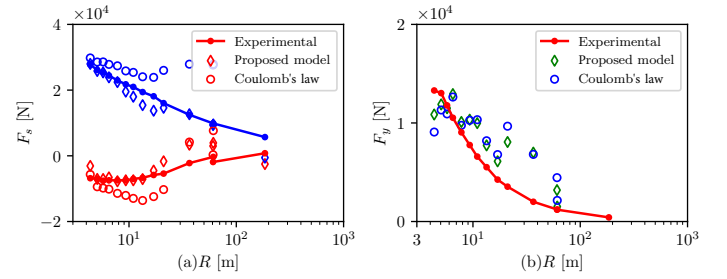 ×10⁴
4
2
0
−2
F_s [N]
Experimental
Proposed model
Coulomb's law
10¹
10²
10³
(a)R [m]
×10⁴
2
1
0
F_y [N]
Experimental
Proposed model
Coulomb's law
3
10¹
10²
10³
(b)R [m]